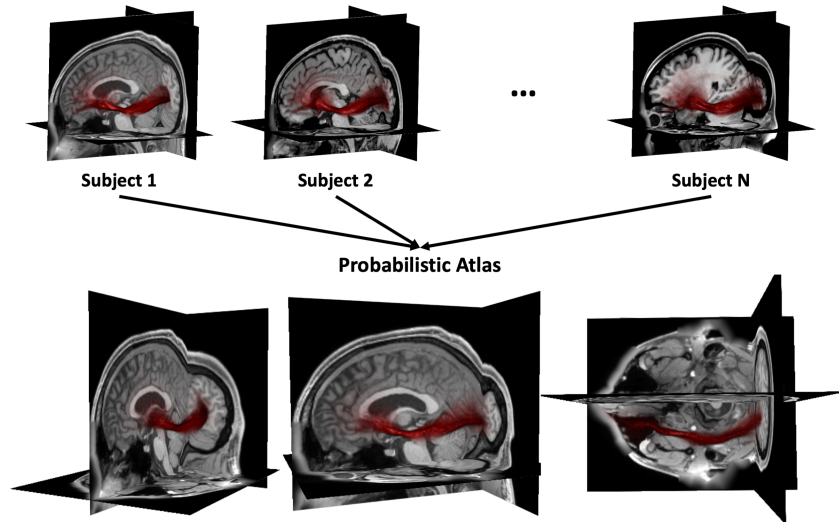 ...
Subject 1
Subject 2
Subject N
Probabilistic Atlas